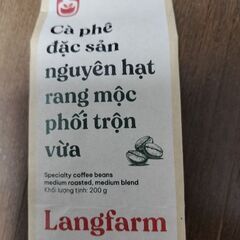 Cà phê
đặc sản
nguyên hạt
rang mộc
phối trộn
vừa
Specialty coffee beans
medium roasted, medium blend
Khối lượng tịnh: 200 g
Langfarm